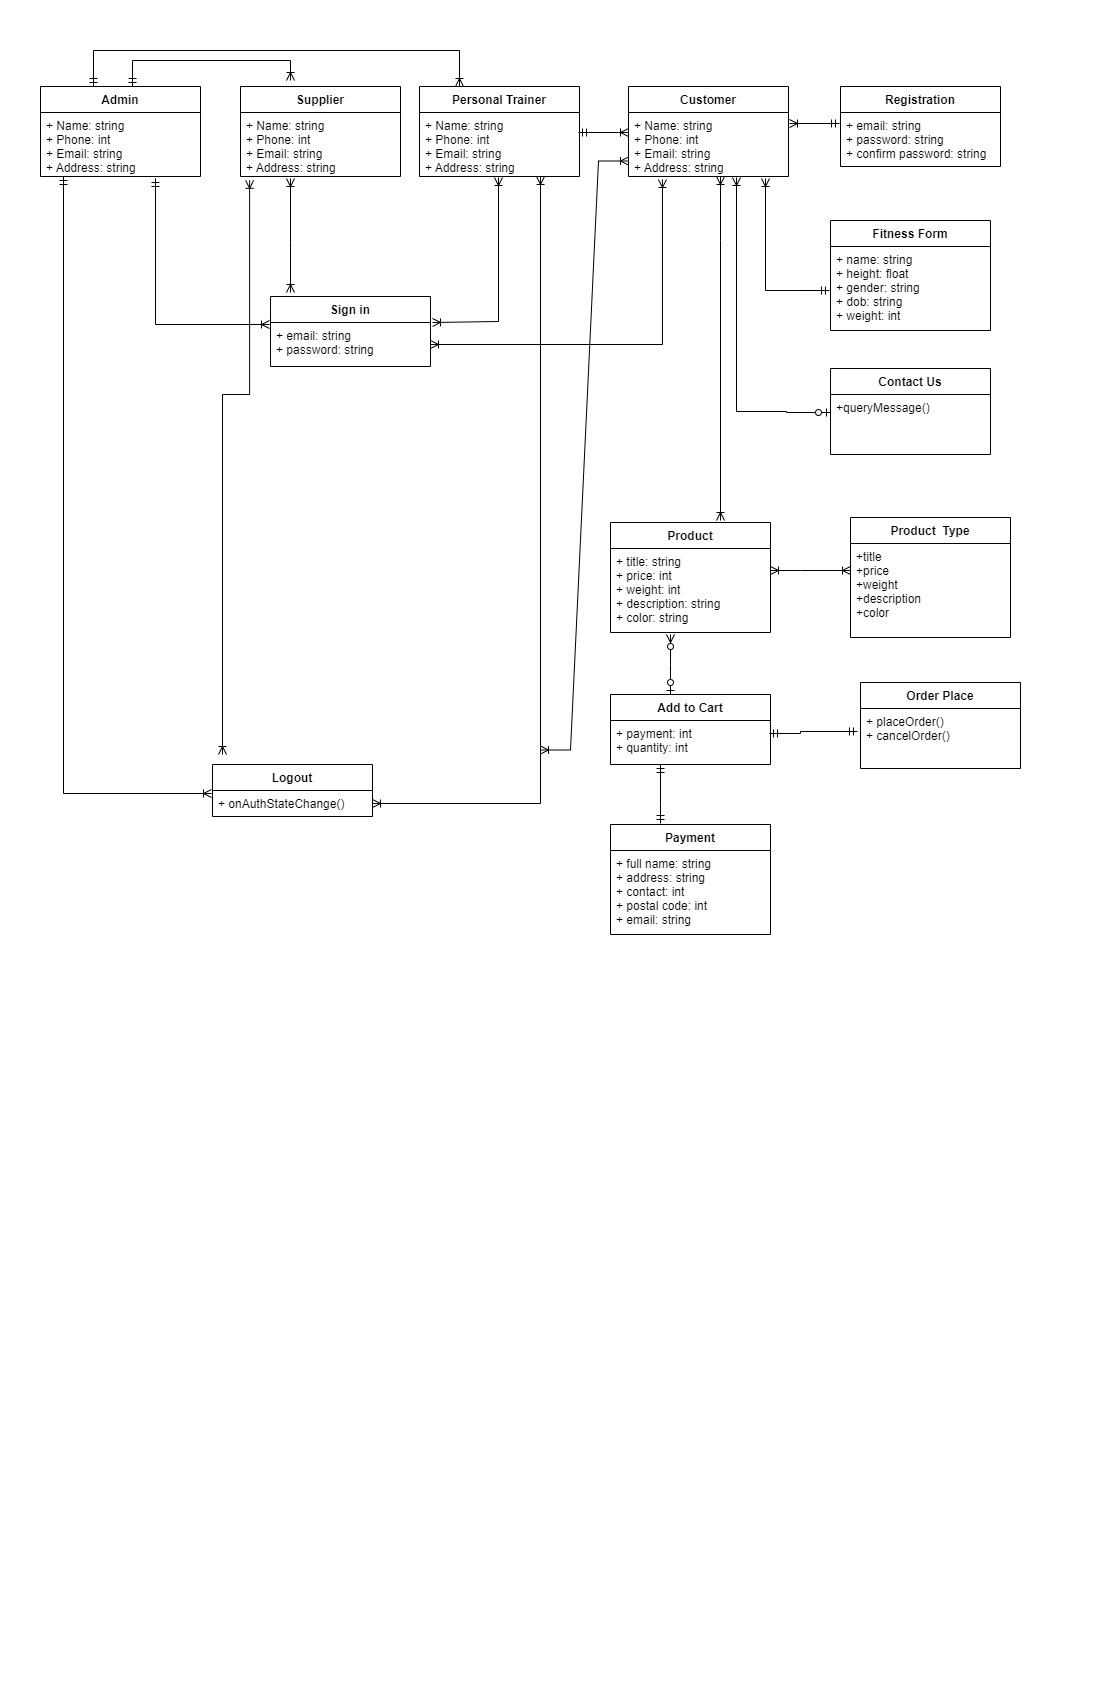 Admin
+ Name: string
+ Phone: int
+ Email: string
+ Address: string
Supplier
+ Name: string
+ Phone: int
+ Email: string
+ Address: string
Personal Trainer
+ Name: string
+ Phone: int
+ Email: string
+ Address: string
Customer
+ Name: string
+ Phone: int
+ Email: string
+ Address: string
Registration
+ email: string
+ password: string
+ confirm password: string
Fitness Form
+ name: string
+ height: float
+ gender: string
+ dob: string
+ weight: int
Sign in
+ email: string
+ password: string
Contact Us
+queryMessage()
Product
+ title: string
+ price: int
+ weight: int
+ description: string
+ color: string
Product Type
+title
+price
+weight
+description
+color
Add to Cart
+ payment: int
+ quantity: int
Order Place
+ placeOrder()
+ cancelOrder()
Logout
+ onAuthStateChange()
Payment
+ full name: string
+ address: string
+ contact: int
+ postal code: int
+ email: string